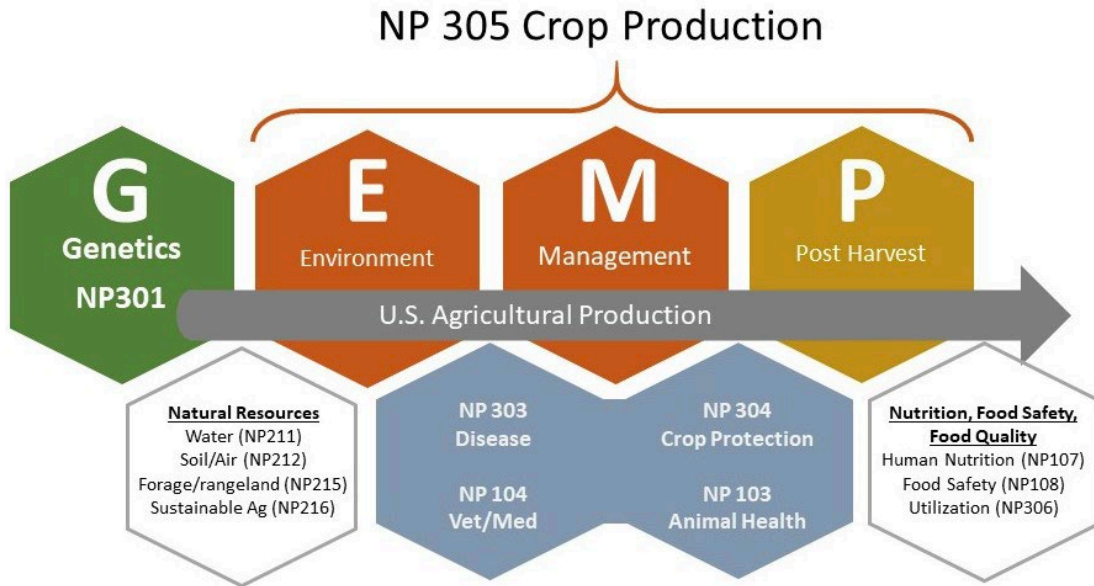 NP 305 Crop Production
G
Genetics
NP301
E
Environment
M
Management
P
Post Harvest
U.S. Agricultural Production
Natural Resources
Water (NP211)
Soil/Air (NP212)
Forage/rangeland (NP215)
Sustainable Ag (NP216)
NP 303
Disease
NP 104
Vet/Med
NP 304
Crop Protection
NP 103
Animal Health
Nutrition, Food Safety,
Food Quality
Human Nutrition (NP107)
Food Safety (NP108)
Utilization (NP306)